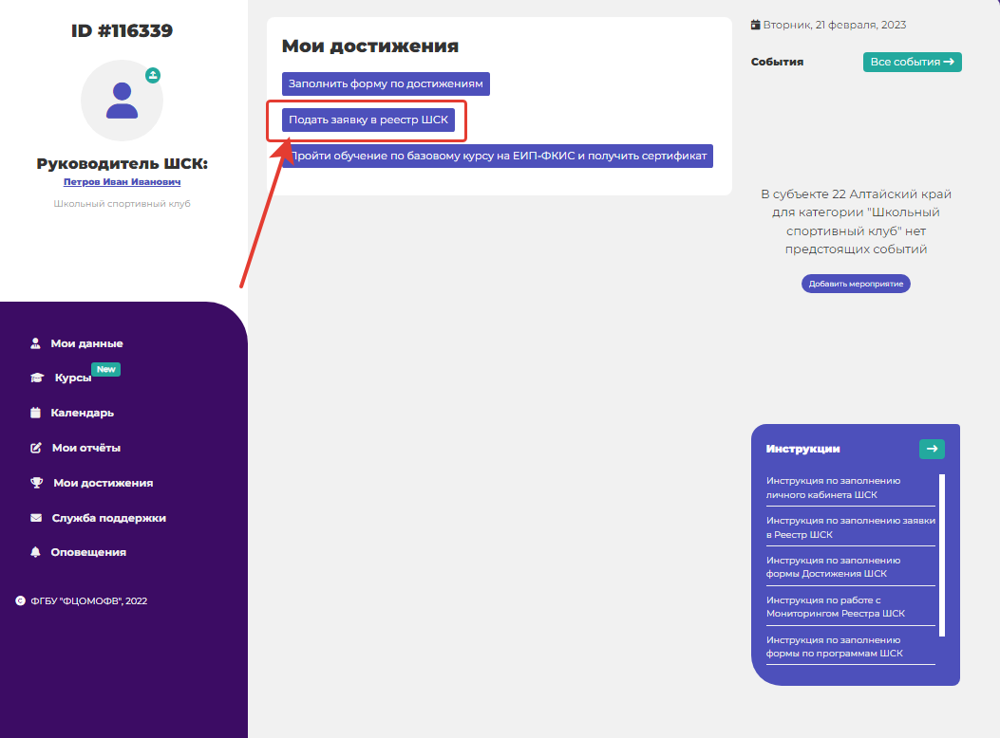 ID #116339
Руководитель ШСК:
Петров Иван Иванович
Школьный спортивный клуб
Мои данные
Курсы New
Календарь
Мои отчёты
Мои достижения
Служба поддержки
Оповещения
© ФГБУ "ФЦОМОФВ", 2022
Мои достижения
Заполнить форму по достижениям
Подать заявку в реестр ШСК
Пройти обучение по базовому курсу на ЕИП-ФКИС и получить сертификат
Вторник, 21 февраля, 2023
События
Все события →
В субъекте 22 Алтайский край
для категории "Школьный
спортивный клуб" нет
предстоящих событий
Добавить мероприятие
Инструкции
→
Инструкция по заполнению
личного кабинета ШСК
Инструкция по заполнению заявки
в Реестр ШСК
Инструкция по заполнению
формы Достижения ШСК
Инструкция по работе с
Мониторингом Реестра ШСК
Инструкция по заполнению
формы по программам ШСК